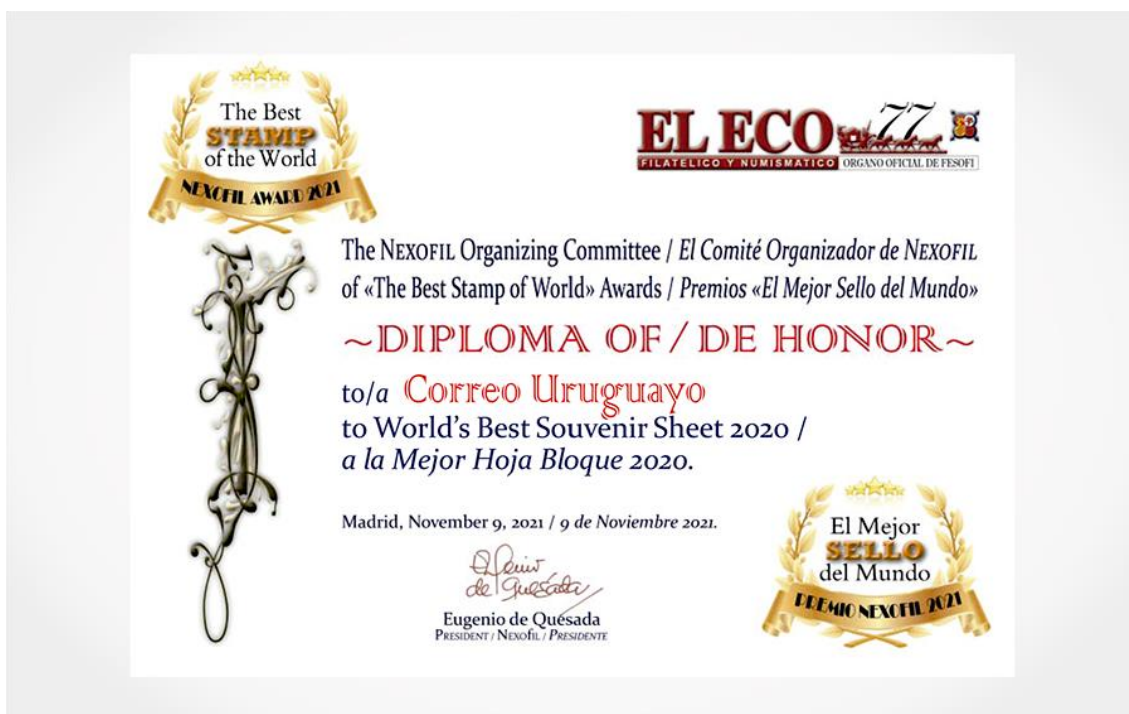 The Best
STAMP
of the World
NEXOFIL AWARD 2021
EL ECO 77
FILATELICO Y NUMISMATICO ORGANO OFICIAL DE FESOFI
The NEXOFIL Organizing Committee / El Comité Organizador de NEXOFIL
of «The Best Stamp of World» Awards / Premios «El Mejor Sello del Mundo»
~DIPLOMA OF / DE HONOR~
to/a Correo Uruguayo
to World's Best Souvenir Sheet 2020 /
a la Mejor Hoja Bloque 2020.
Madrid, November 9, 2021 / 9 de Noviembre 2021.
de Quesada
Eugenio de Quesada
PRESIDENT / NEXOFIL / PRESIDENTE
El Mejor
SELLO
del Mundo
PREMIO NEXOFIL 2021